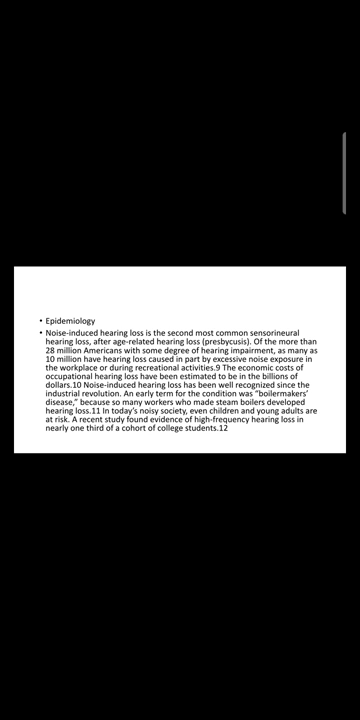 • Epidemiology
• Noise-induced hearing loss is the second most common sensorineural
hearing loss, after age-related hearing loss (presbycusis). Of the more than
28 million Americans with some degree of hearing impairment, as many as
10 million have hearing loss caused in part by excessive noise exposure in
the workplace or during recreational activities.9 The economic costs of
occupational hearing loss have been estimated to be in the billions of
dollars.10 Noise-induced hearing loss has been well recognized since the
industrial revolution. An early term for the condition was “boilermakers’
disease,” because so many workers who made steam boilers developed
hearing loss.11 In today’s noisy society, even children and young adults are
at risk. A recent study found evidence of high-frequency hearing loss in
nearly one third of a cohort of college students.12